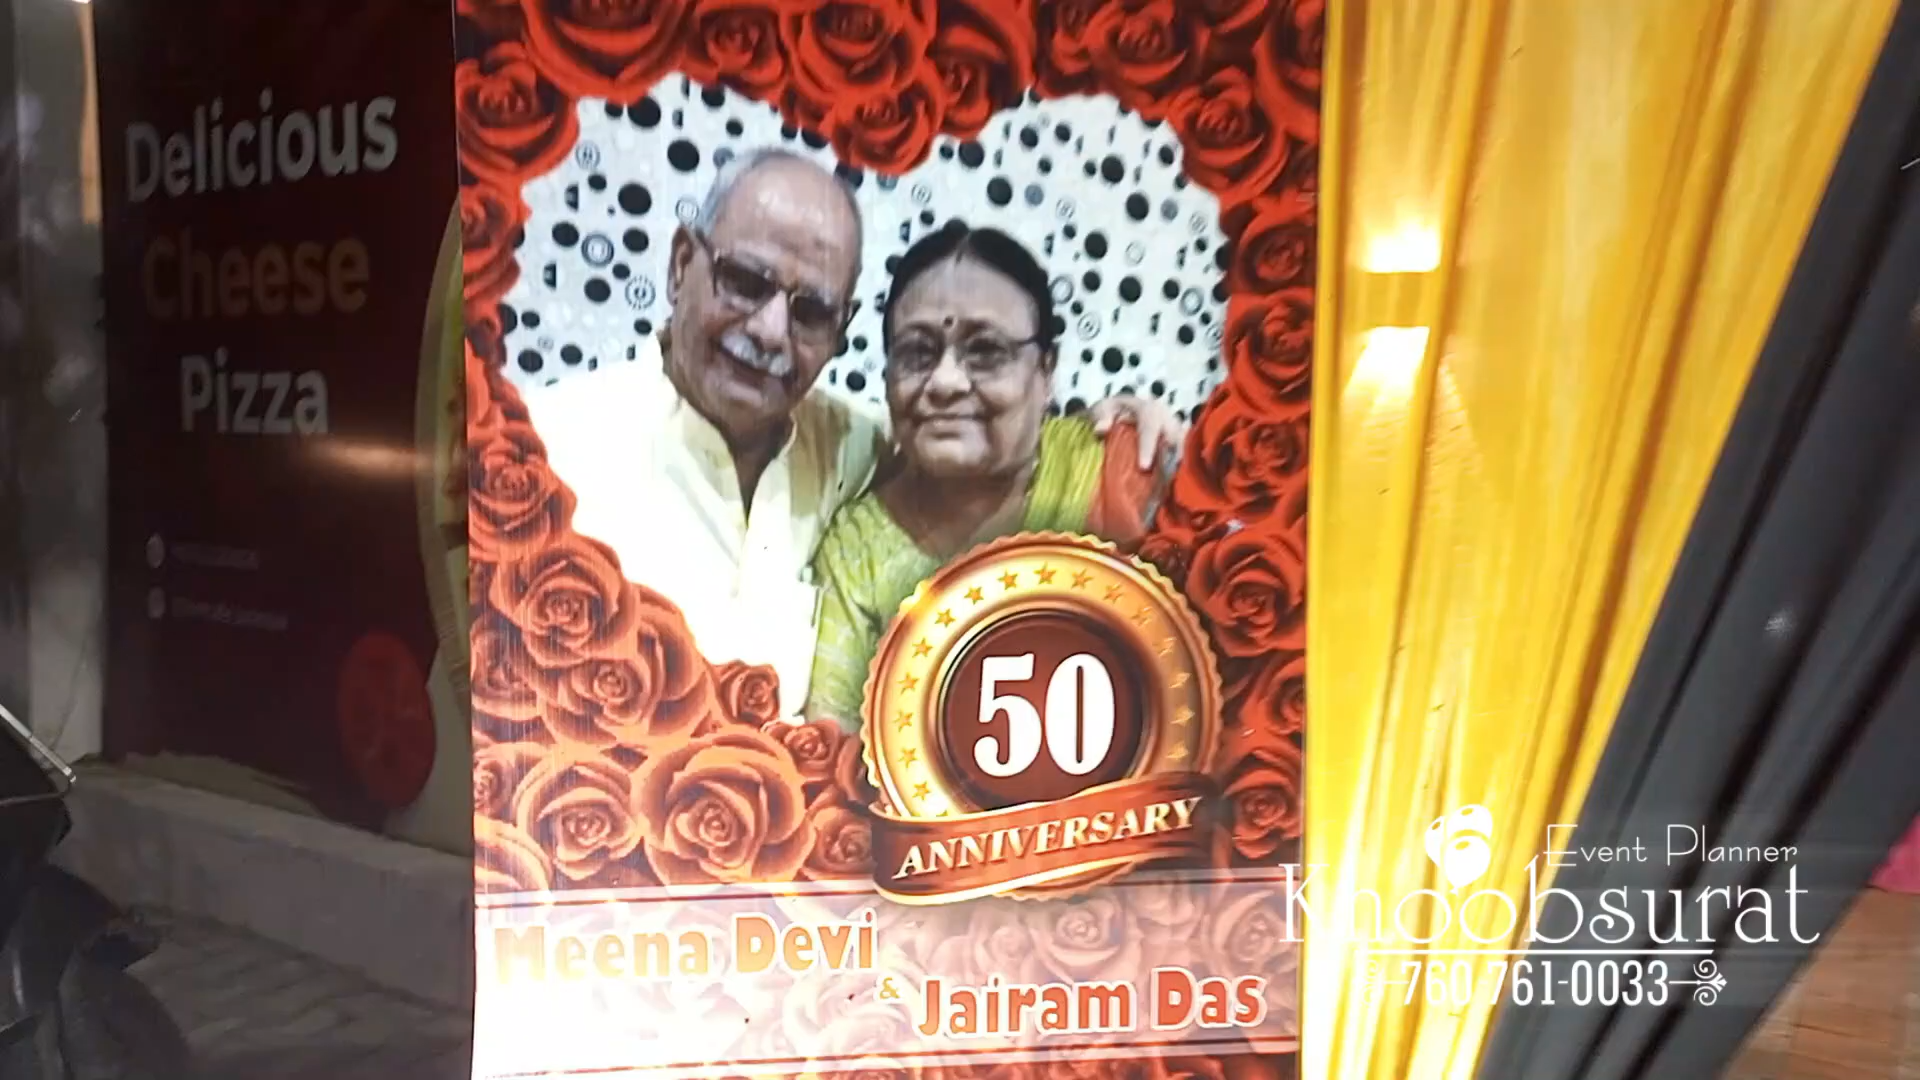 Delicious
Cheese
Pizza
50
ANNIVERSARY
Meena Devi
&
Jairam Das
Event Planner
Khoobsurat
760 761-0033